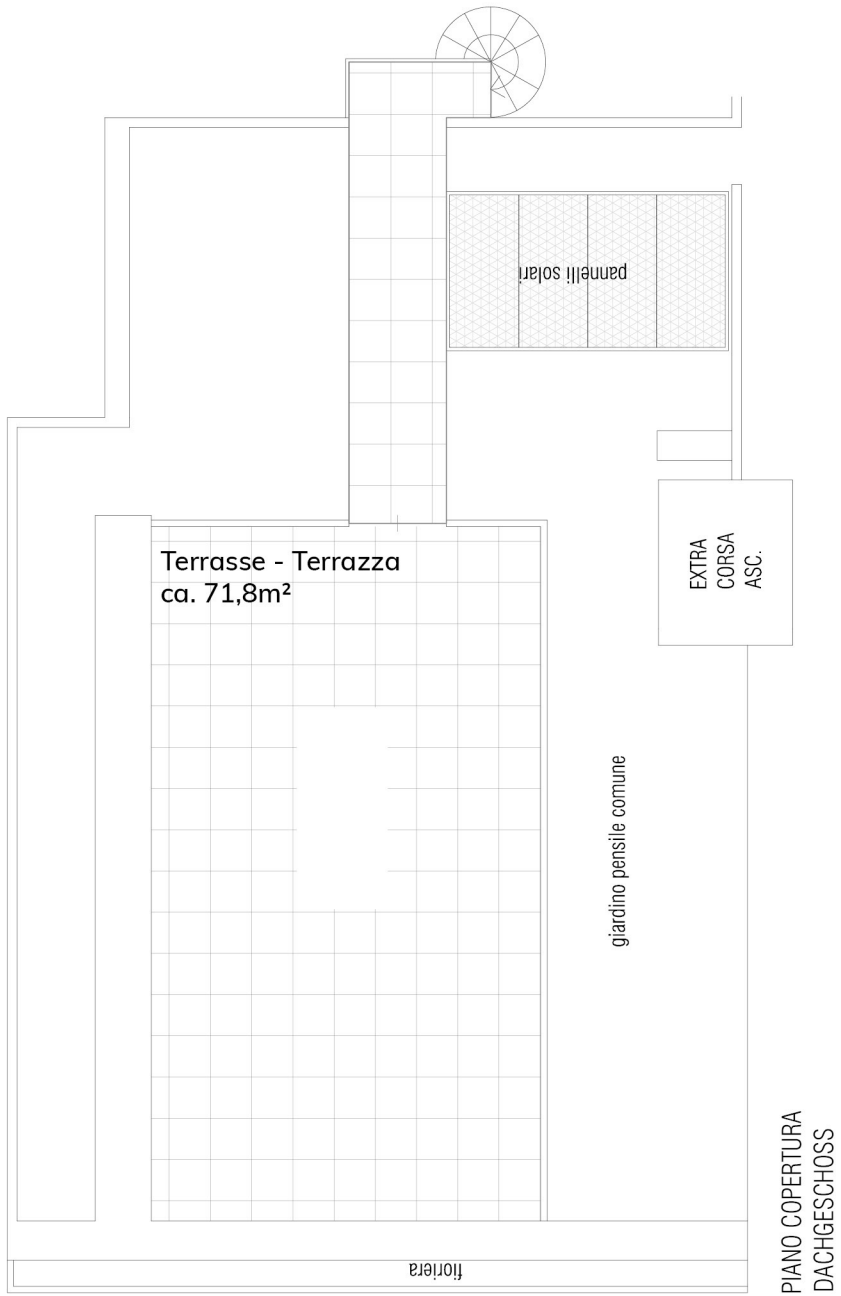 pannelli solari
Terrasse - Terrazza
ca. 71,8m²
EXTRA
CORSA
ASC.
giardino pensile comune
fioriera
PIANO COPERTURA
DACHGESCHOSS